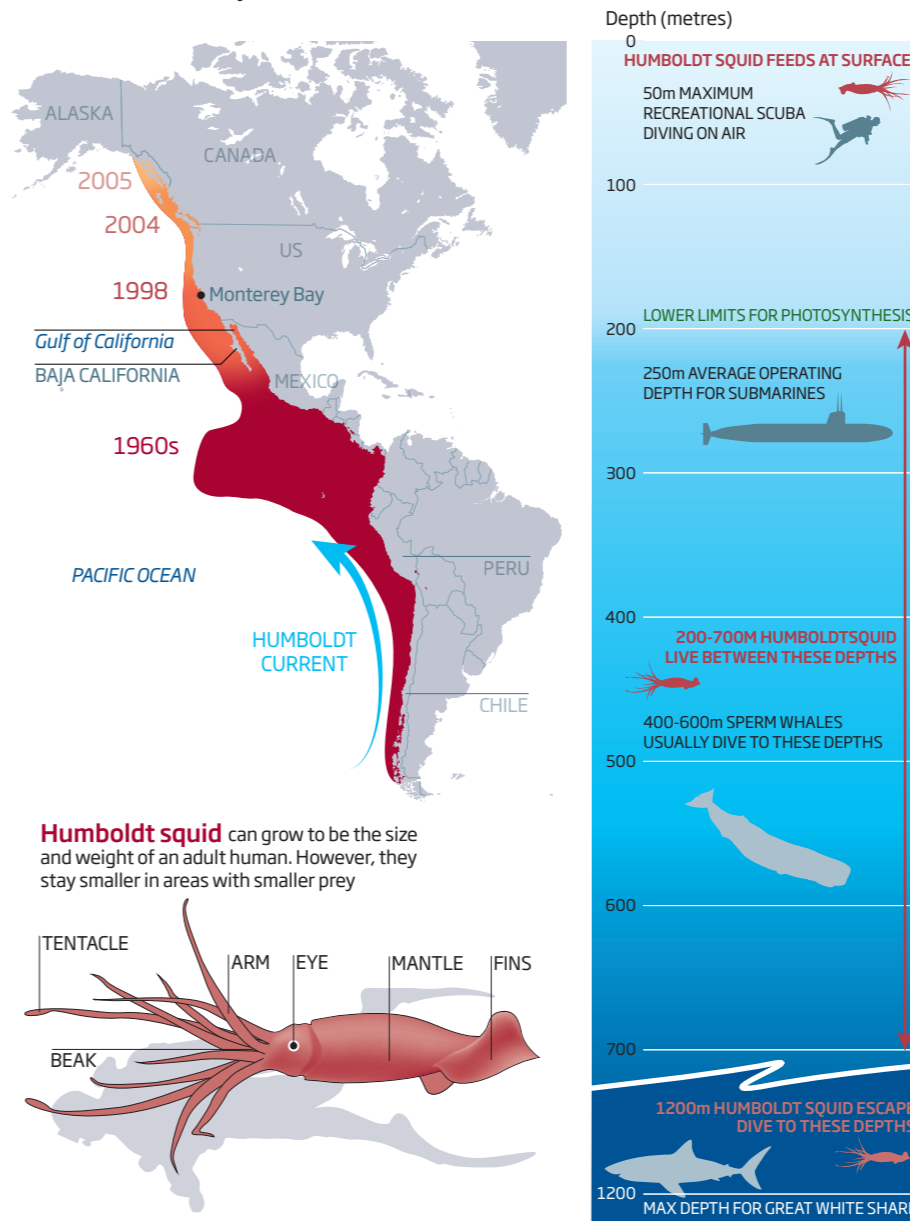 ALASKA
CANADA
2005
2004
US
1998
Monterey Bay
Gulf of California
BAJA CALIFORNIA
MEXICO
1960s
PACIFIC OCEAN
PERU
HUMBOLDT
CURRENT
CHILE
Humboldt squid can grow to be the size
and weight of an adult human. However, they
stay smaller in areas with smaller prey
TENTACLE
ARM
EYE
MANTLE
FINS
BEAK
Depth (metres)
0
HUMBOLDT SQUID FEEDS AT SURFACE
50m MAXIMUM
RECREATIONAL SCUBA
DIVING ON AIR
100
LOWER LIMITS FOR PHOTOSYNTHESIS
200
250m AVERAGE OPERATING
DEPTH FOR SUBMARINES
300
400
200-700M HUMBOLDTSQUID
LIVE BETWEEN THESE DEPTHS
400-600m SPERM WHALES
USUALLY DIVE TO THESE DEPTHS
500
600
700
1200m HUMBOLDT SQUID ESCAPE
DIVE TO THESE DEPTHS
1200
MAX DEPTH FOR GREAT WHITE SHARK